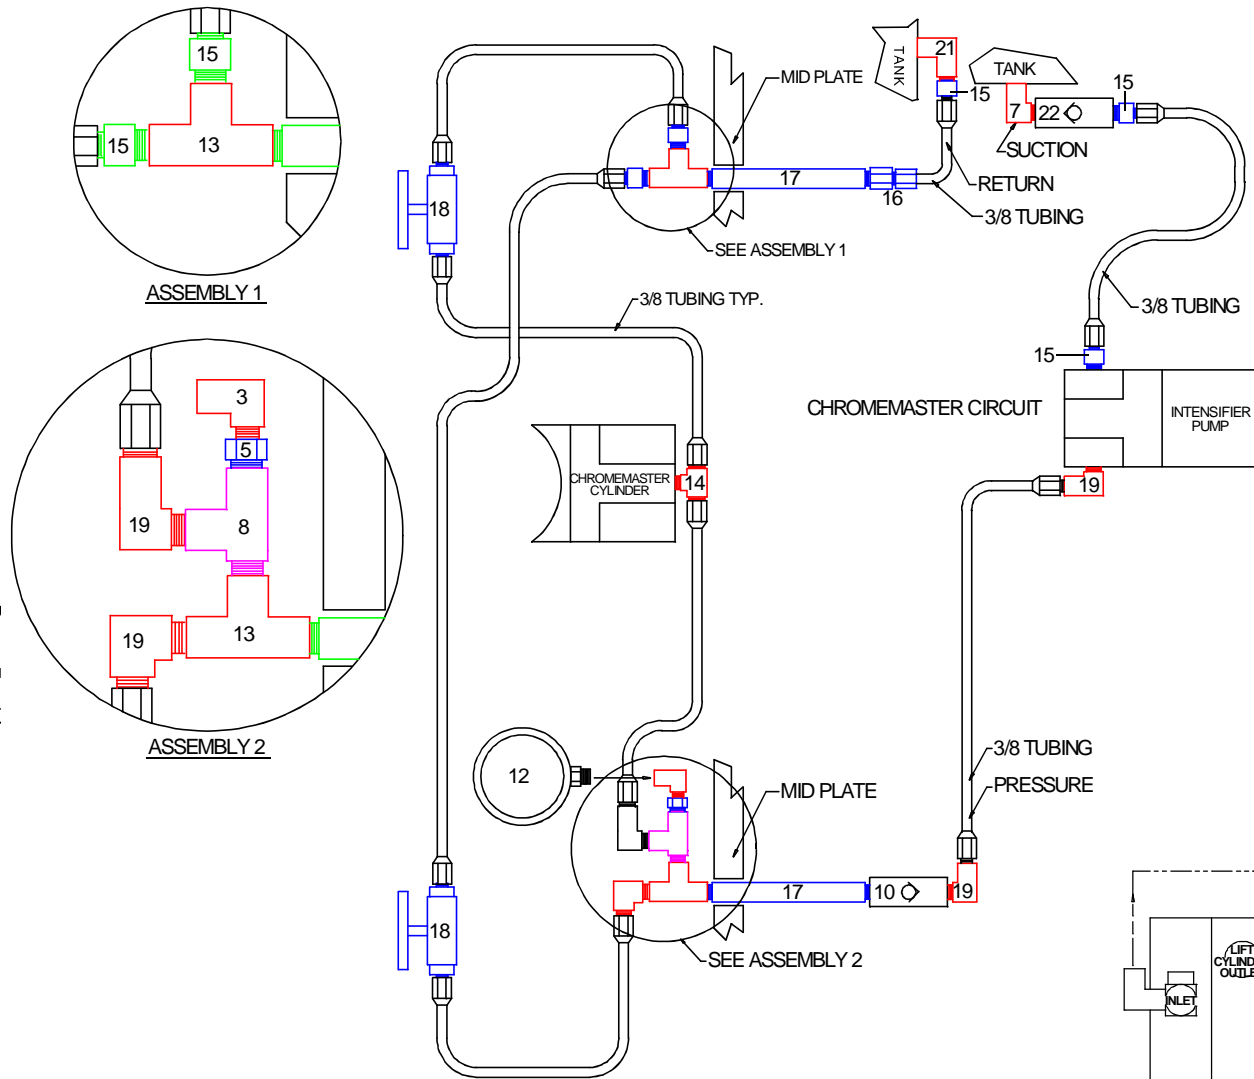 15
15
13
ASSEMBLY 1
3
5
19
8
19
13
ASSEMBLY 2
MID PLATE
TANK
21
15
TANK
7
22
15
SUCTION
RETURN
17
16
3/8 TUBING
18
SEE ASSEMBLY 1
3/8 TUBING TYP.
3/8 TUBING
15
CHROMEMASTER CIRCUIT
INTENSIFIER
PUMP
CHROMEMASTER
CYLINDER
14
19
3/8 TUBING
PRESSURE
12
MID PLATE
17
10
19
18
SEE ASSEMBLY 2
INLET